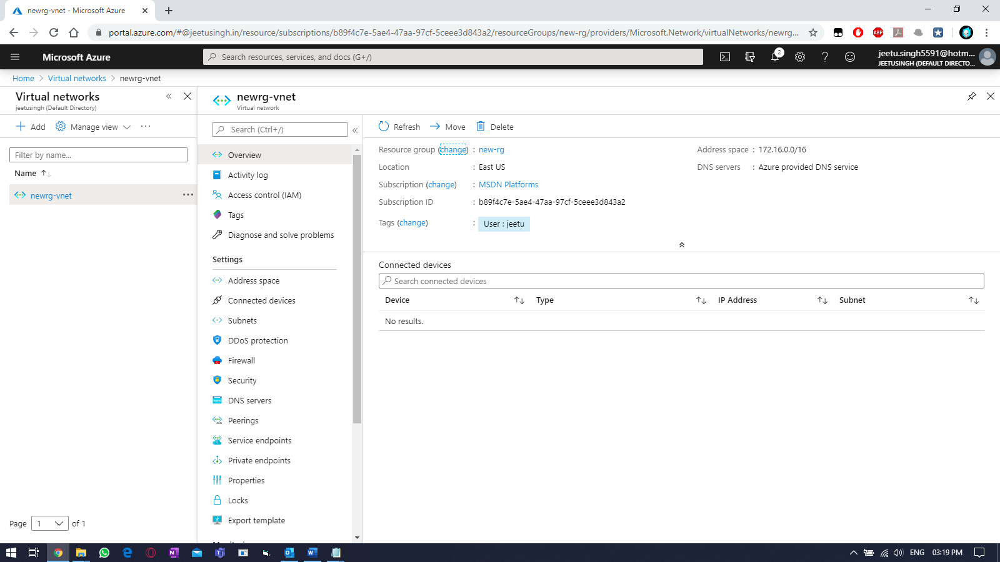 newrg-vnet - Microsoft Azure
portal.azure.com/#@jeetusingh.in/resource/subscriptions/b89f4c7e-5ae4-47aa-97cf-5ceee3d843a2/resourceGroups/new-rg/providers/Microsoft.Network/virtualNetworks/newrg...
ABP
Microsoft Azure
Search resources, services, and docs (G+/)
2
jeetu.singh5591@hotm...
JEETUSINGH (DEFAULT DIRECTO...
Home > Virtual networks > newrg-vnet
Virtual networks
jeetusingh (Default Directory)
Add
Manage view
Filter by name...
Name
newrg-vnet
Page 1 of 1
newrg-vnet
Virtual network
Search (Ctrl+/)
Overview
Activity log
Access control (IAM)
Tags
Diagnose and solve problems
Settings
Address space
Connected devices
Subnets
DDoS protection
Firewall
Security
DNS servers
Peerings
Service endpoints
Private endpoints
Properties
Locks
Export template
Refresh
Move
Delete
Resource group (change) : new-rg
Location : East US
Subscription (change) : MSDN Platforms
Subscription ID : b89f4c7e-5ae4-47aa-97cf-5ceee3d843a2
Tags (change) : User : jeetu
Address space : 172.16.0.0/16
DNS servers : Azure provided DNS service
Connected devices
Search connected devices
Device Type IP Address Subnet
No results.
ENG 03:19 PM